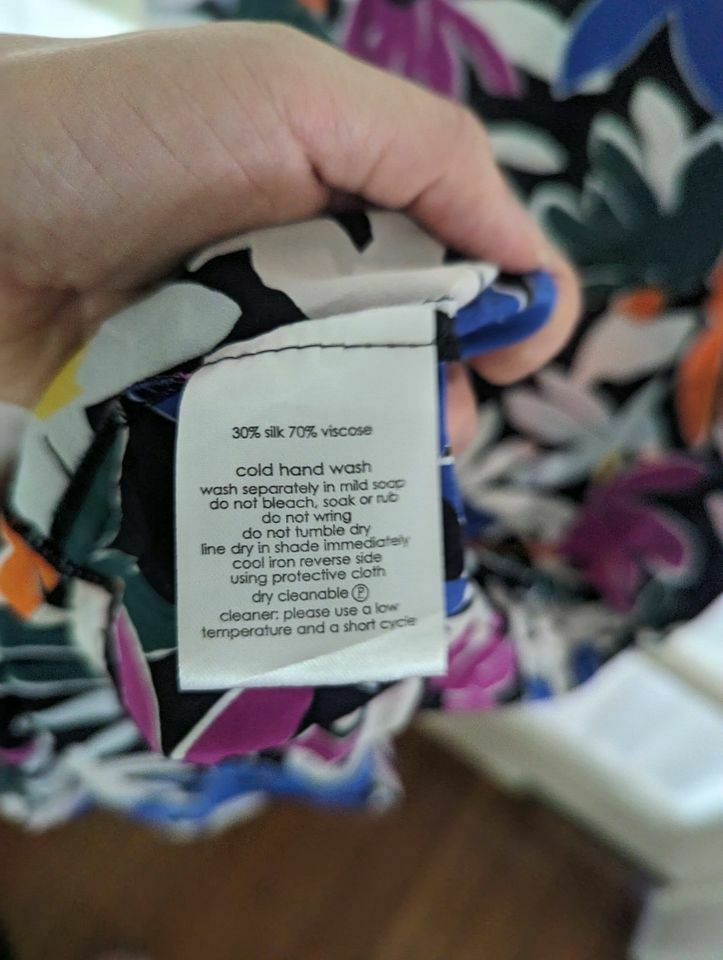 30% silk 70% viscose
cold hand wash
wash separately in mild soap
do not bleach, soak or rub
do not wring
do not tumble dry
line dry in shade immediately
cool iron reverse side
using protective cloth
dry cleanable Ⓟ
cleaner: please use a low
temperature and a short cycle